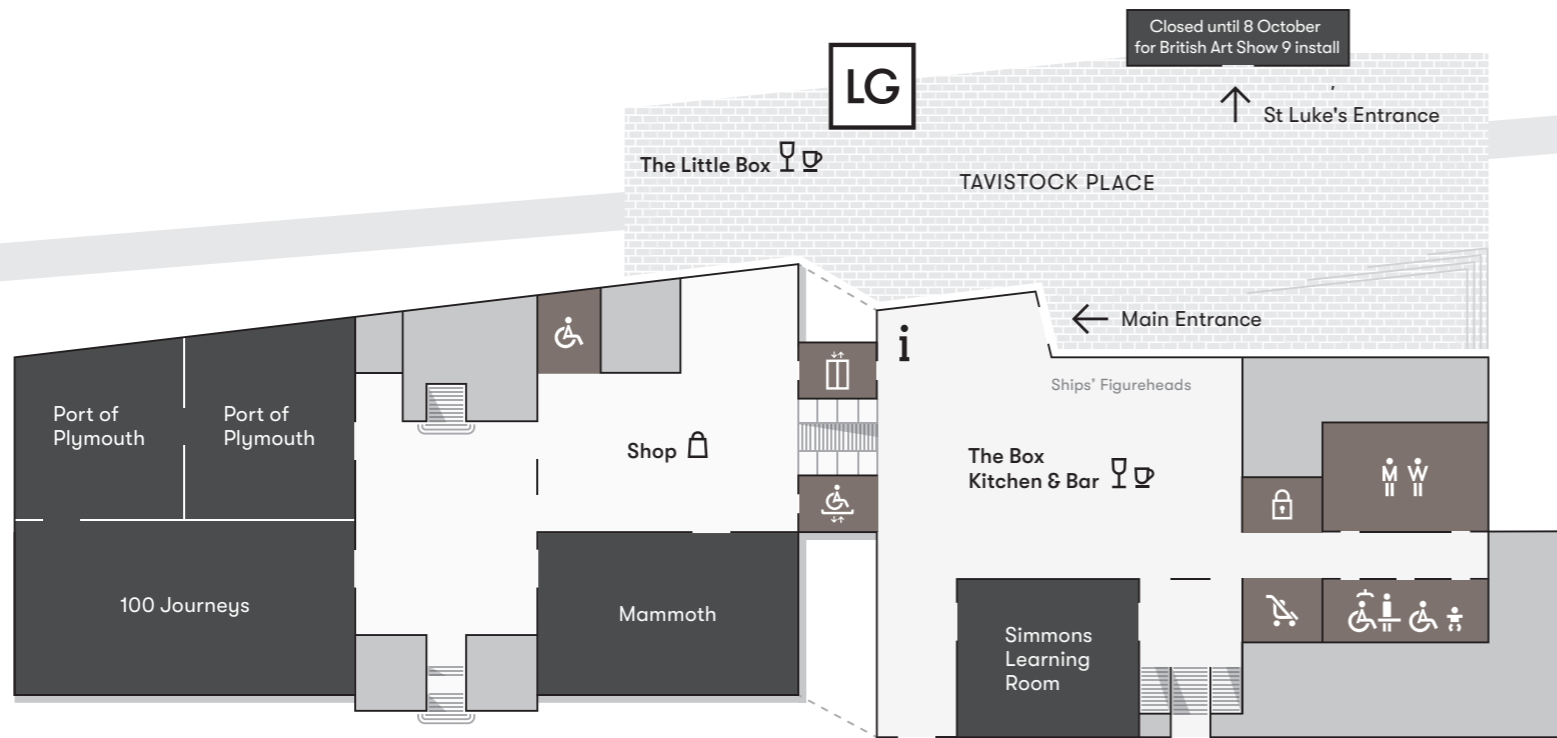 Closed until 8 October
for British Art Show 9 install
LG
St Luke's Entrance
The Little Box
TAVISTOCK PLACE
i
Main Entrance
Ships' Figureheads
Port of
Plymouth
Port of
Plymouth
Shop
The Box
Kitchen & Bar
M W
100 Journeys
Mammoth
Simmons
Learning
Room